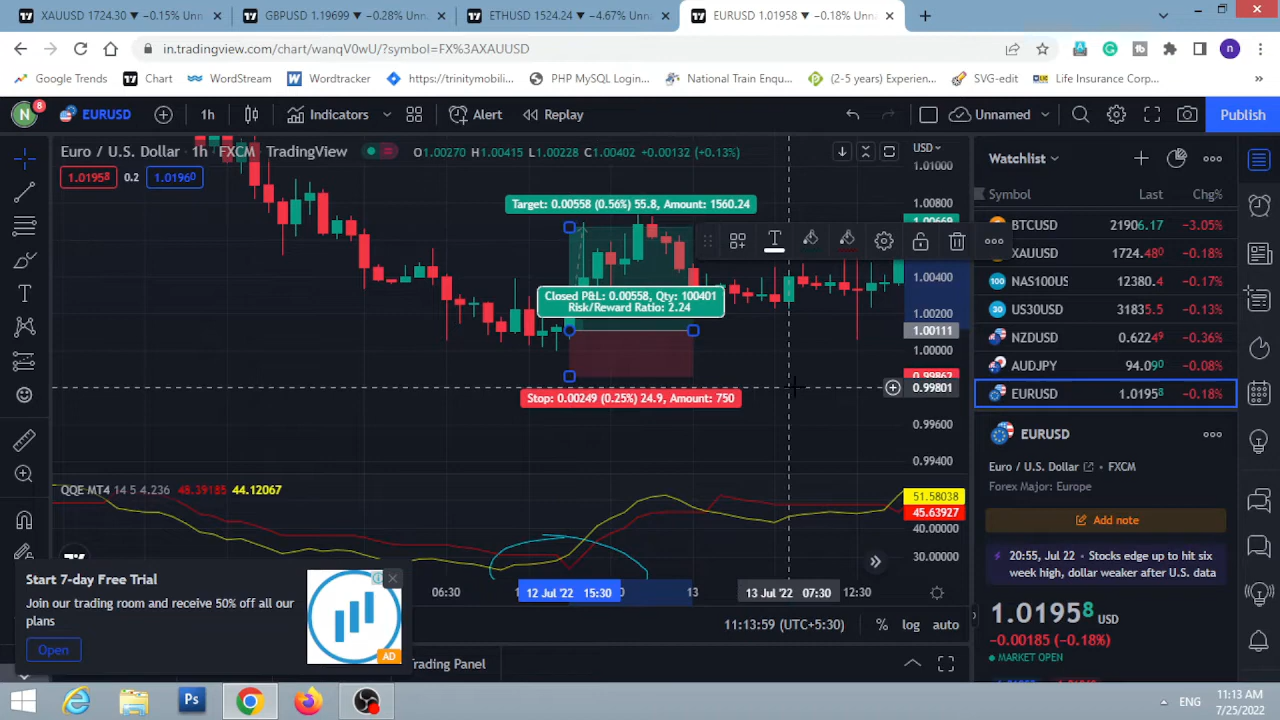 XAUUSD 1724.30 ▼ −0.15% Unnam
GBPUSD 1.19699 ▼ −0.28% Unnam
ETHUSD 1524.24 ▼ −4.67% Unnam
EURUSD 1.01958 ▼ −0.18% Unnam
in.tradingview.com/chart/wanqV0wU/?symbol=FX%3AXAUUSD
n
Google Trends
Chart
WordStream
Wordtracker
https://trinitymobili...
PHP MySQL Login...
National Train Enqu...
(2-5 years) Experien...
SVG-edit
Life Insurance Corp...
»
N
8
EURUSD
1h
Indicators
Alert
Replay
Unnamed
Publish
Euro / U.S. Dollar · 1h · FXCM · TradingView
O1.00270 H1.00415 L1.00228 C1.00402 +0.00132 (+0.13%)
USD
1.01958
0.2
1.01960
1.01000
1.00800
1.00669
1.00400
1.00200
1.00111
1.00000
0.99862
0.99801
0.99600
0.99400
Target: 0.00558 (0.56%) 55.8, Amount: 1560.24
T
Closed P&L: 0.00558, Qty: 100401
Risk/Reward Ratio: 2.24
Stop: 0.00249 (0.25%) 24.9, Amount: 750
QQE MT4 14 5 4.236 48.39185 44.12067
51.58038
45.63927
40.00000
30.00000
06:30
12 Jul '22 15:30
13
13 Jul '22 07:30
12:30
11:13:59 (UTC+5:30)
%
log
auto
Trading Panel
Start 7-day Free Trial
Join our trading room and receive 50% off all our
plans
Open
AD
Watchlist
Symbol
Last
Chg%
BTCUSD 21906.17 −3.05%
XAUUSD 1724.480 −0.17%
NAS100US 12380.4 −0.17%
US30USD 31835.5 −0.13%
NZDUSD 0.62249 −0.36%
AUDJPY 94.090 −0.08%
EURUSD 1.01958 −0.18%
EURUSD
Euro / U.S. Dollar · FXCM
Forex Major: Europe
Add note
20:55, Jul 22 · Stocks edge up to hit six
week high, dollar weaker after U.S. data
1.01958 USD
−0.00185 (−0.18%)
MARKET OPEN
Ps
ENG
11:13 AM
7/25/2022